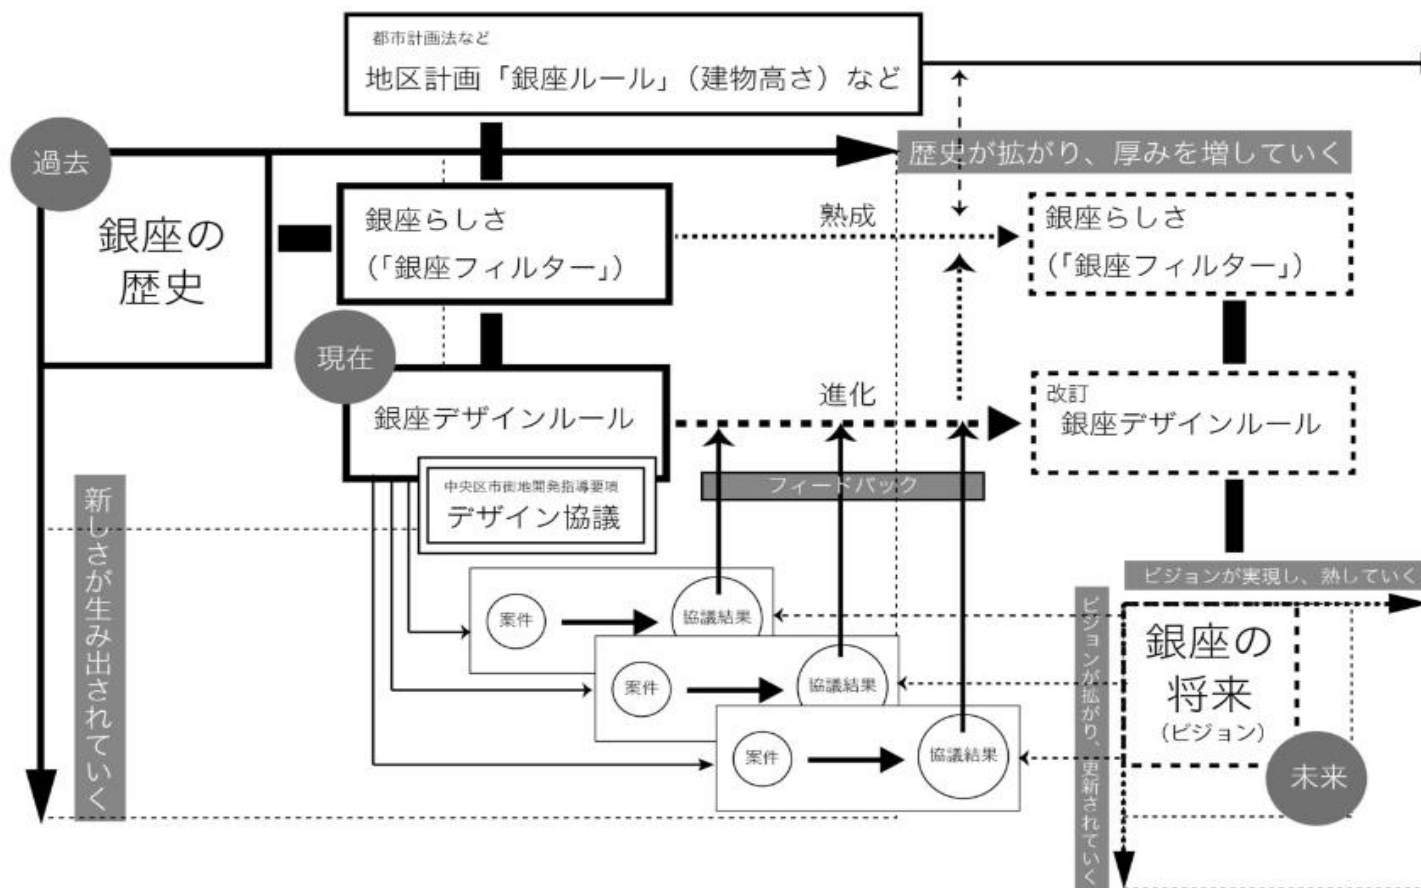 都市計画法など
地区計画「銀座ルール」（建物高さ）など
過去
歴史が拡がり、厚みを増していく
銀座の
歴史
銀座らしさ
（「銀座フィルター」）
熟成
銀座らしさ
（「銀座フィルター」）
現在
銀座デザインルール
進化
改訂
銀座デザインルール
フィードバック
中央区市街地開発指導要項
デザイン協議
新しさが生み出されていく
案件
協議結果
案件
協議結果
案件
協議結果
ビジョンが実現し、熟していく
ビジョンが拡がり、更新されていく
銀座の
将来
（ビジョン）
未来